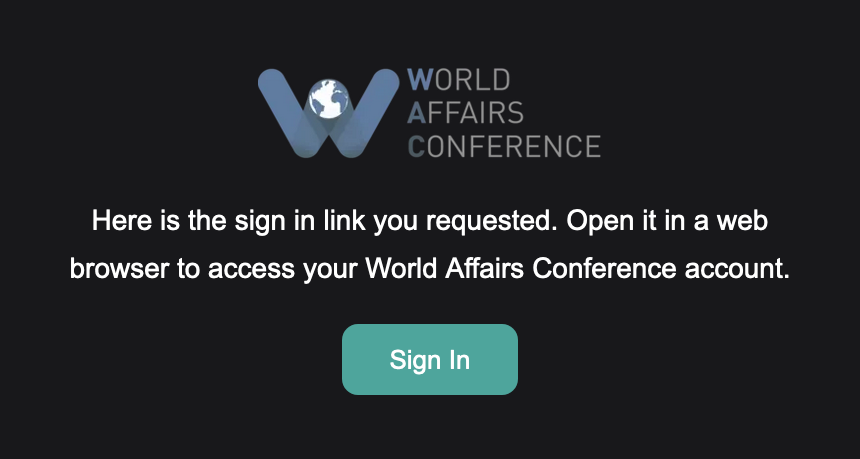 WORLD
AFFAIRS
CONFERENCE
Here is the sign in link you requested. Open it in a web
browser to access your World Affairs Conference account.
Sign In